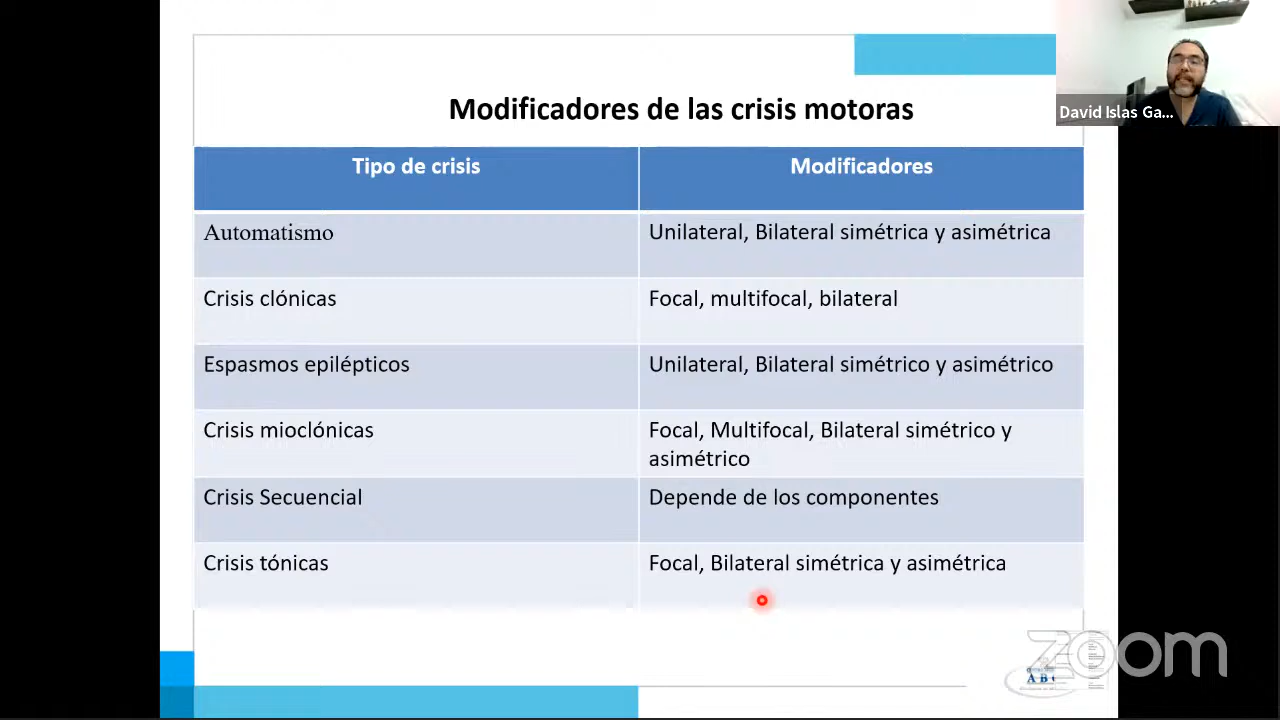 Modificadores de las crisis motoras
David Islas Ga...
Tipo de crisis
Modificadores
Automatismo
Unilateral, Bilateral simétrica y asimétrica
Crisis clónicas
Focal, multifocal, bilateral
Espasmos epilépticos
Unilateral, Bilateral simétrico y asimétrico
Crisis mioclónicas
Focal, Multifocal, Bilateral simétrico y
asimétrico
Crisis Secuencial
Depende de los componentes
Crisis tónicas
Focal, Bilateral simétrica y asimétrica
zoom